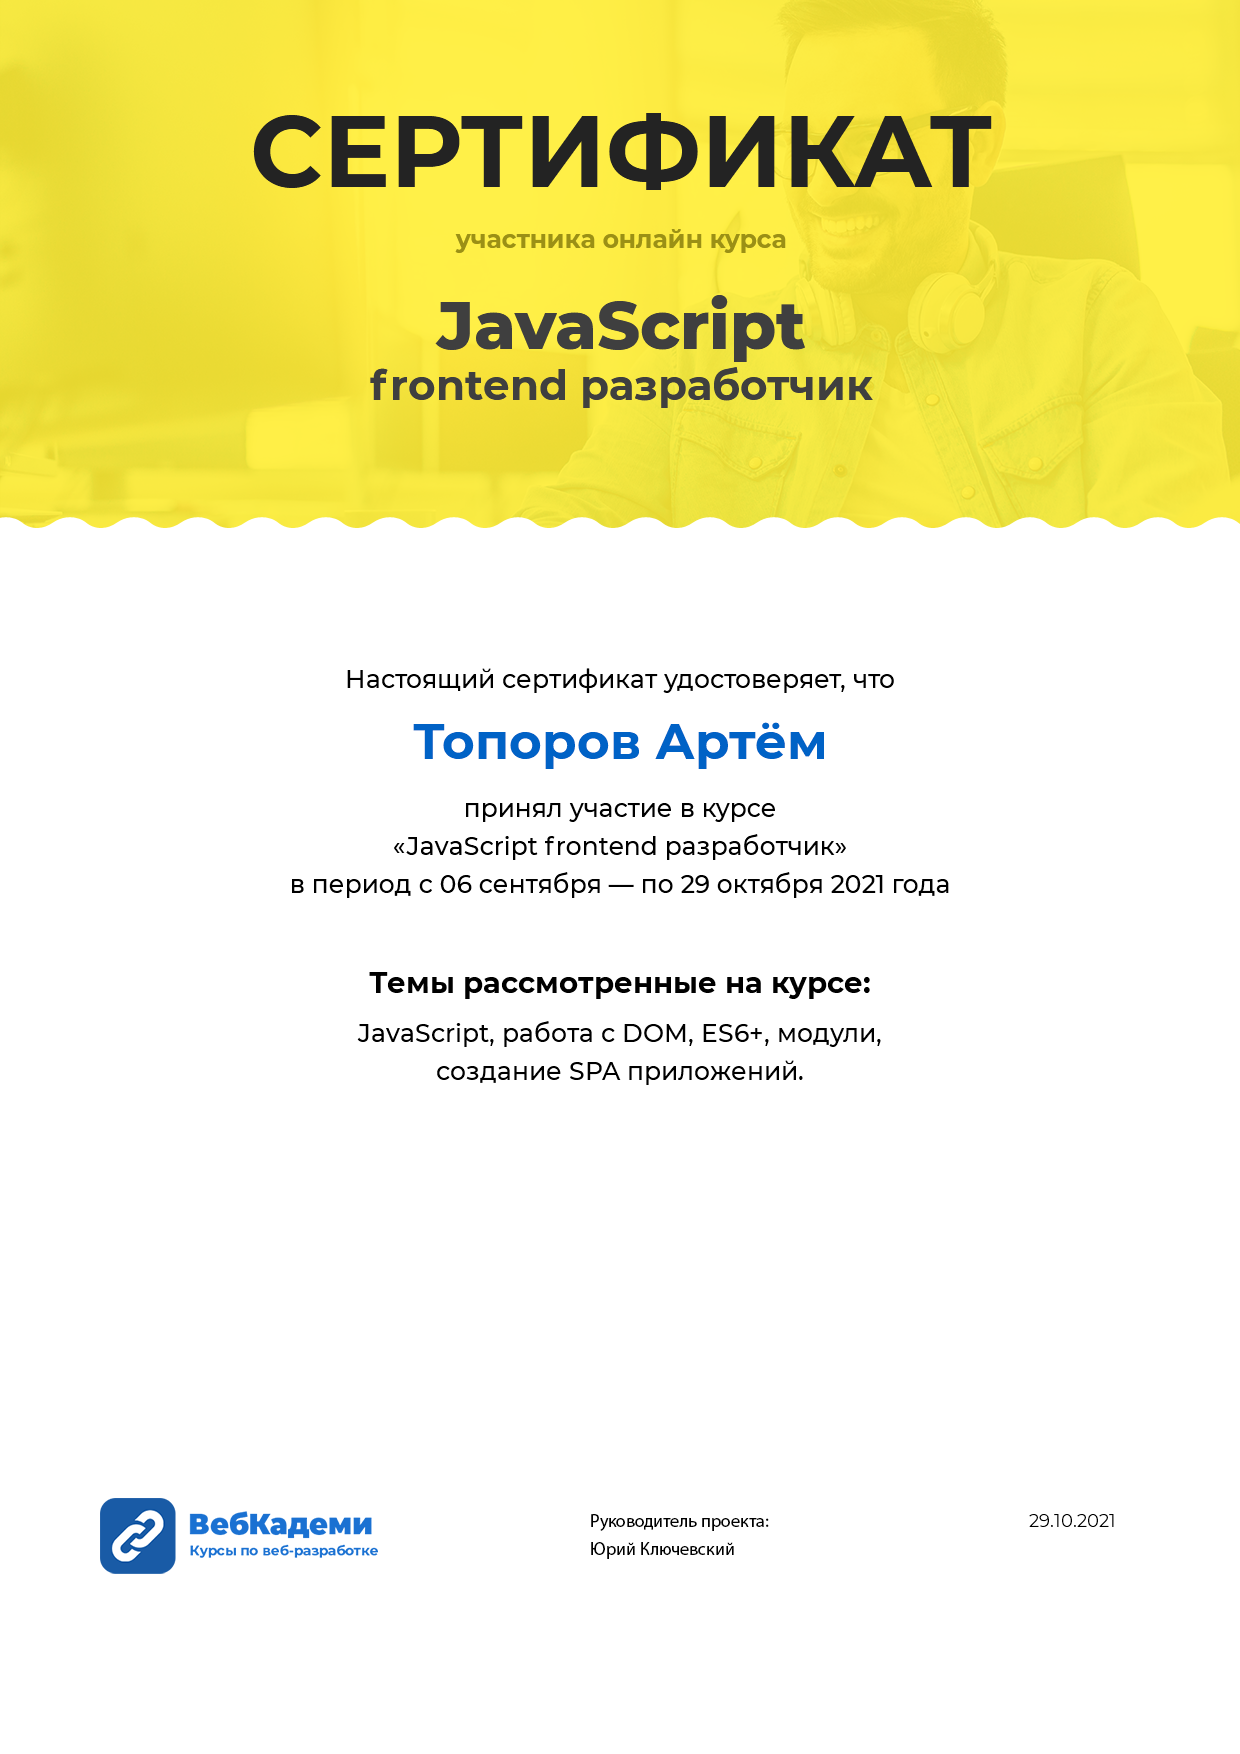 СЕРТИФИКАТ
участника онлайн курса
JavaScript
frontend разработчик
Настоящий сертификат удостоверяет, что
Топоров Артём
принял участие в курсе
«JavaScript frontend разработчик»
в период с 06 сентября — по 29 октября 2021 года
Темы рассмотренные на курсе:
JavaScript, работа с DOM, ES6+, модули,
создание SPA приложений.
ВебКадеми
Курсы по веб-разработке
Руководитель проекта:
Юрий Ключевский
29.10.2021